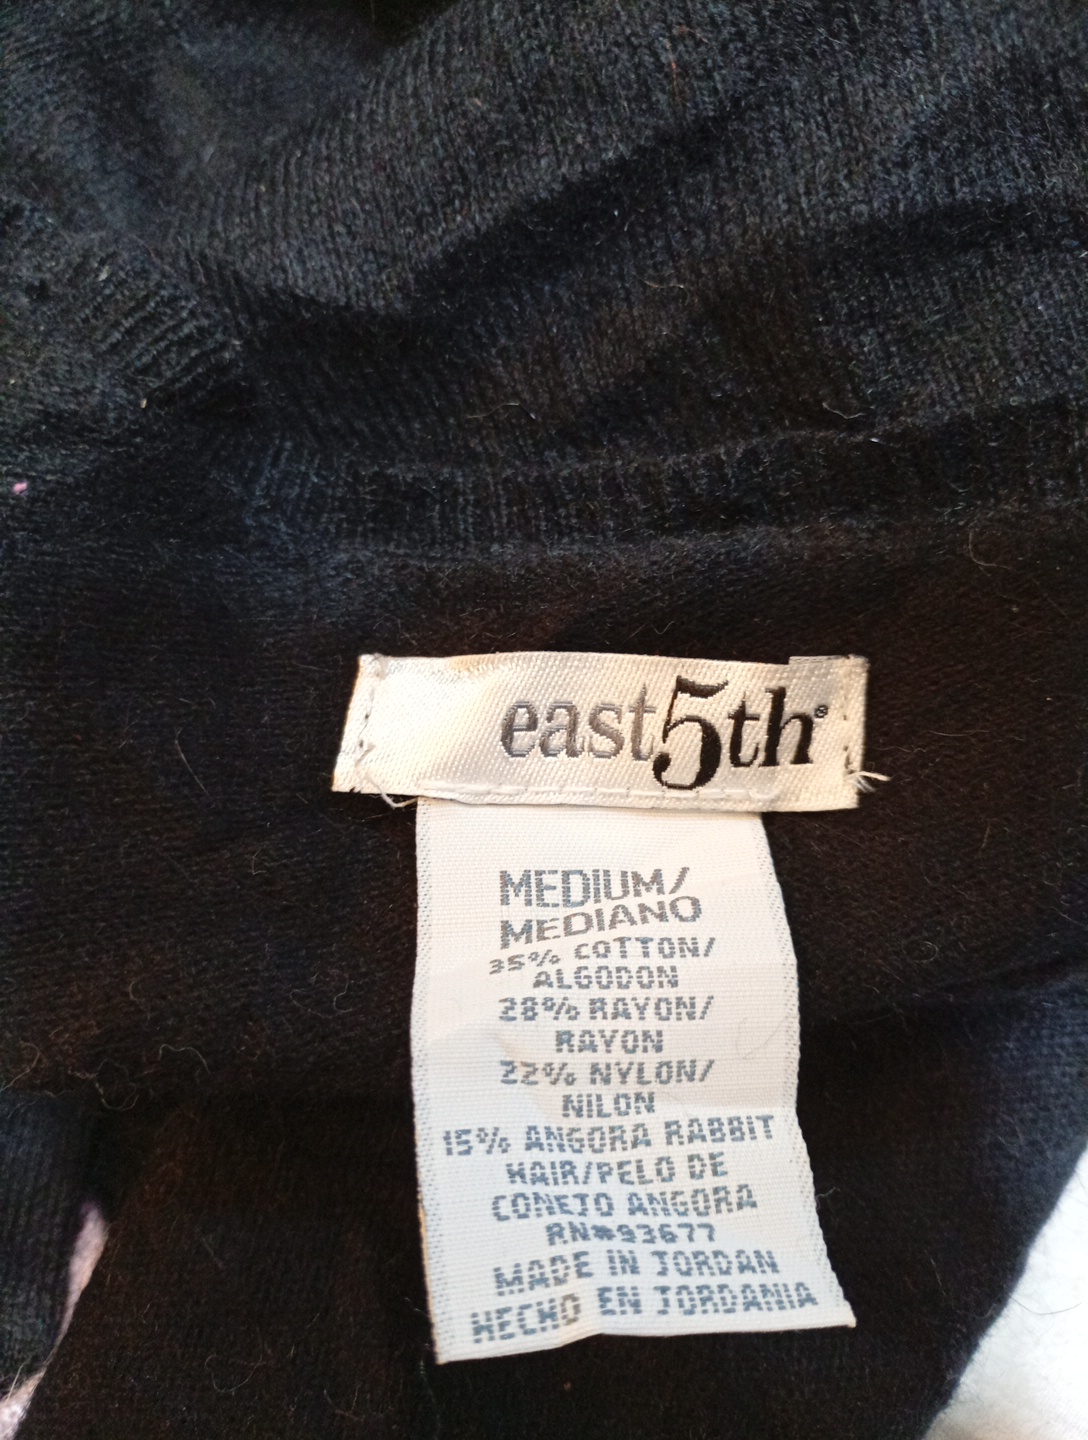 east5th®
MEDIUM/
MEDIANO
35% COTTON/
ALGODON
28% RAYON/
RAYON
22% NYLON/
NILON
15% ANGORA RABBIT
HAIR/PELO DE
CONEJO ANGORA
RN#93677
MADE IN JORDAN
HECHO EN JORDANIA